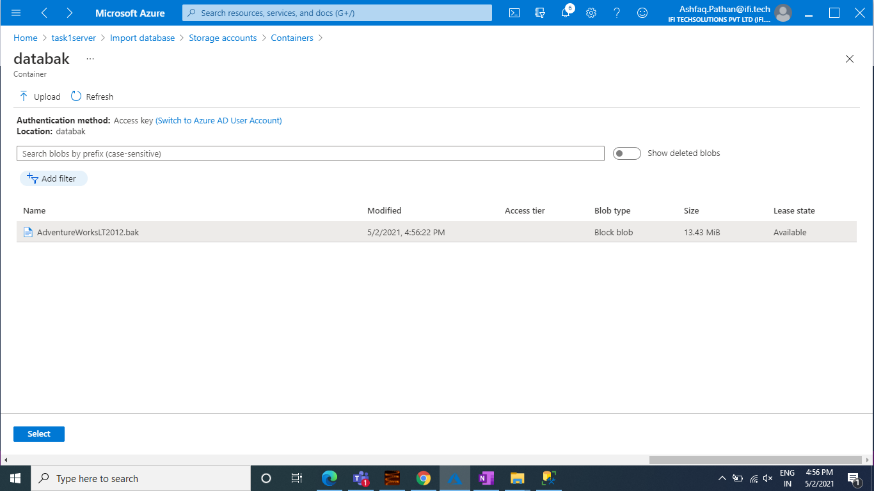 Microsoft Azure
Search resources, services, and docs (G+/)
6
Ashfaq.Pathan@ifi.tech
IFI TECHSOLUTIONS PVT LTD (IFI....
Home > task1server > Import database > Storage accounts > Containers >
databak ...
Container
Upload Refresh
Authentication method: Access key (Switch to Azure AD User Account)
Location: databak
Search blobs by prefix (case-sensitive)
Show deleted blobs
Add filter
Name Modified Access tier Blob type Size Lease state
AdventureWorksLT2012.bak 5/2/2021, 4:56:22 PM Block blob 13.43 MiB Available
Select
Type here to search
1
ENG
IN
4:56 PM
5/2/2021
1